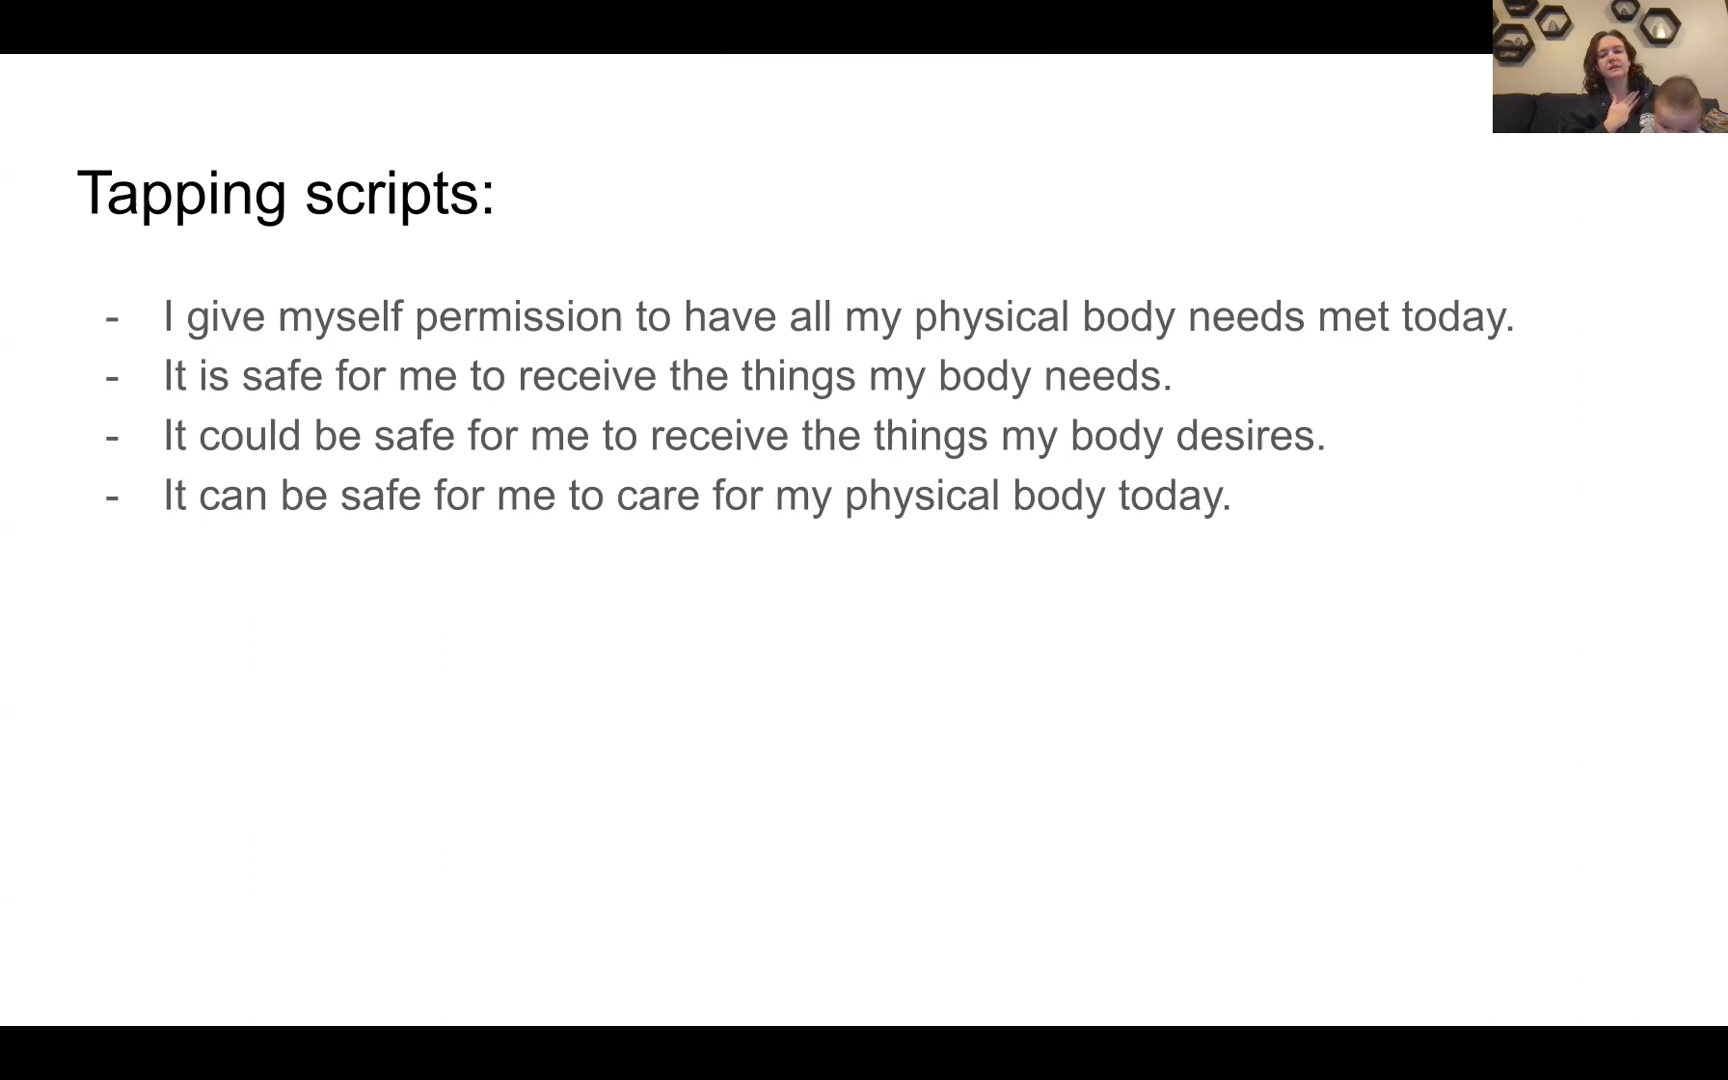 Tapping scripts:
- I give myself permission to have all my physical body needs met today.
- It is safe for me to receive the things my body needs.
- It could be safe for me to receive the things my body desires.
- It can be safe for me to care for my physical body today.